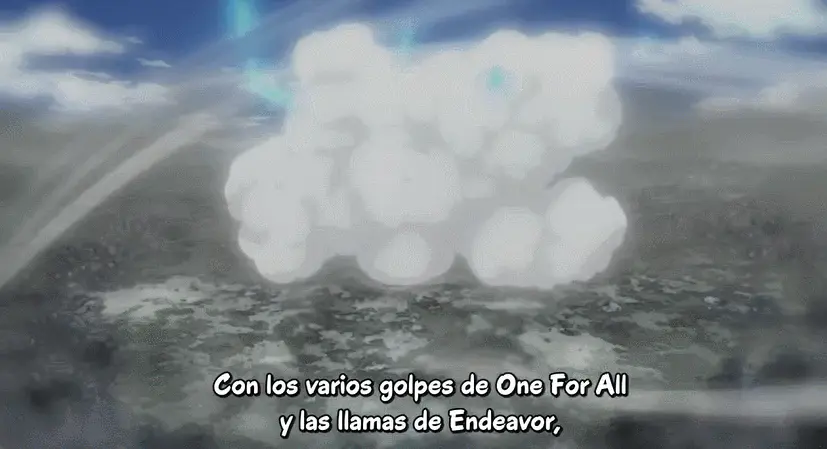 Con los varios golpes de One For All
y las llamas de Endeavor,